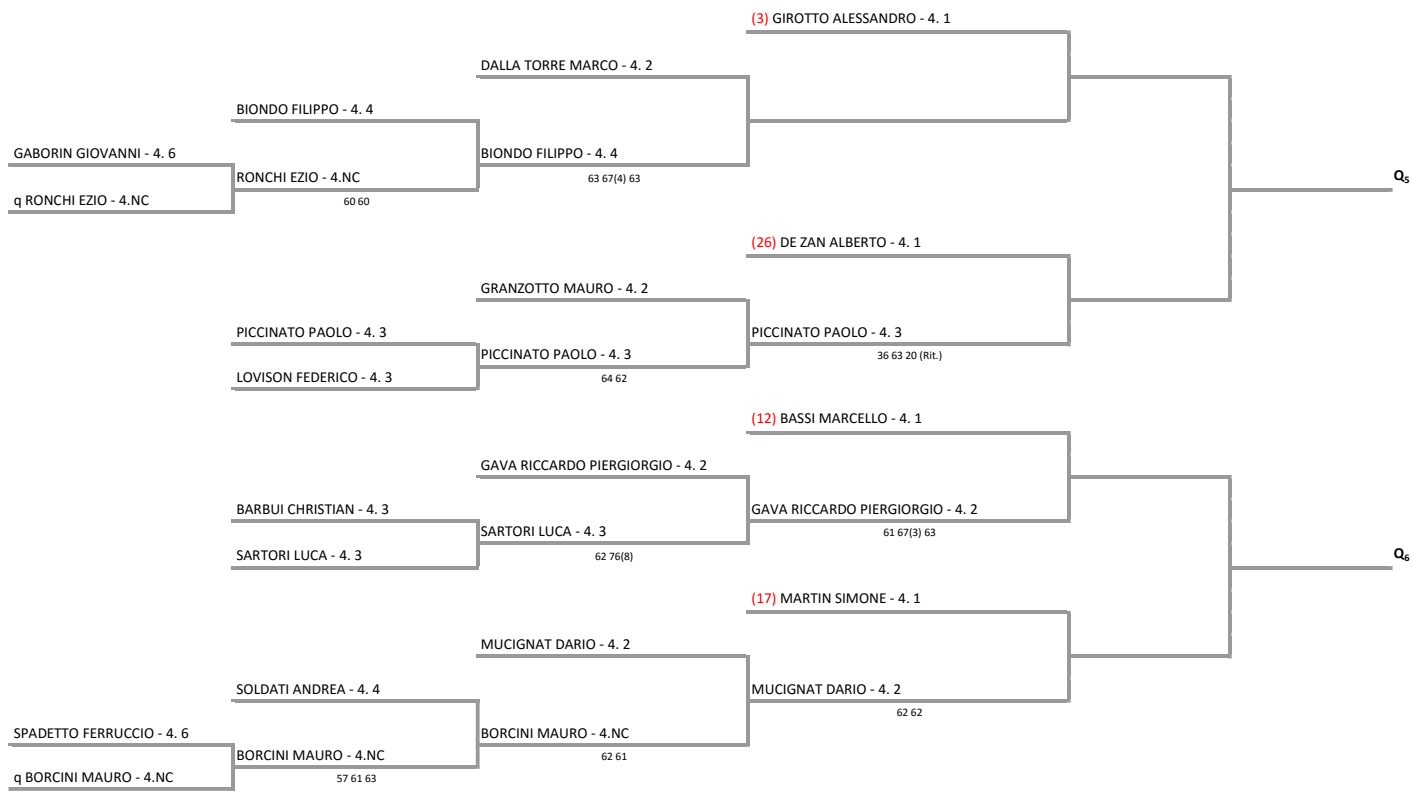 (3) GIROTTO ALESSANDRO - 4. 1
DALLA TORRE MARCO - 4. 2
BIONDO FILIPPO - 4. 4
GABORIN GIOVANNI - 4. 6
BIONDO FILIPPO - 4. 4
63 67(4) 63
RONCHI EZIO - 4.NC
60 60
q RONCHI EZIO - 4.NC
Q5
(26) DE ZAN ALBERTO - 4. 1
GRANZOTTO MAURO - 4. 2
PICCINATO PAOLO - 4. 3
PICCINATO PAOLO - 4. 3
36 63 20 (Rit.)
PICCINATO PAOLO - 4. 3
64 62
LOVISON FEDERICO - 4. 3
(12) BASSI MARCELLO - 4. 1
GAVA RICCARDO PIERGIORGIO - 4. 2
BARBUI CHRISTIAN - 4. 3
GAVA RICCARDO PIERGIORGIO - 4. 2
61 67(3) 63
SARTORI LUCA - 4. 3
62 76(8)
SARTORI LUCA - 4. 3
Q6
(17) MARTIN SIMONE - 4. 1
MUCIGNAT DARIO - 4. 2
SOLDATI ANDREA - 4. 4
MUCIGNAT DARIO - 4. 2
62 62
SPADETTO FERRUCCIO - 4. 6
BORCINI MAURO - 4.NC
62 61
BORCINI MAURO - 4.NC
57 61 63
q BORCINI MAURO - 4.NC